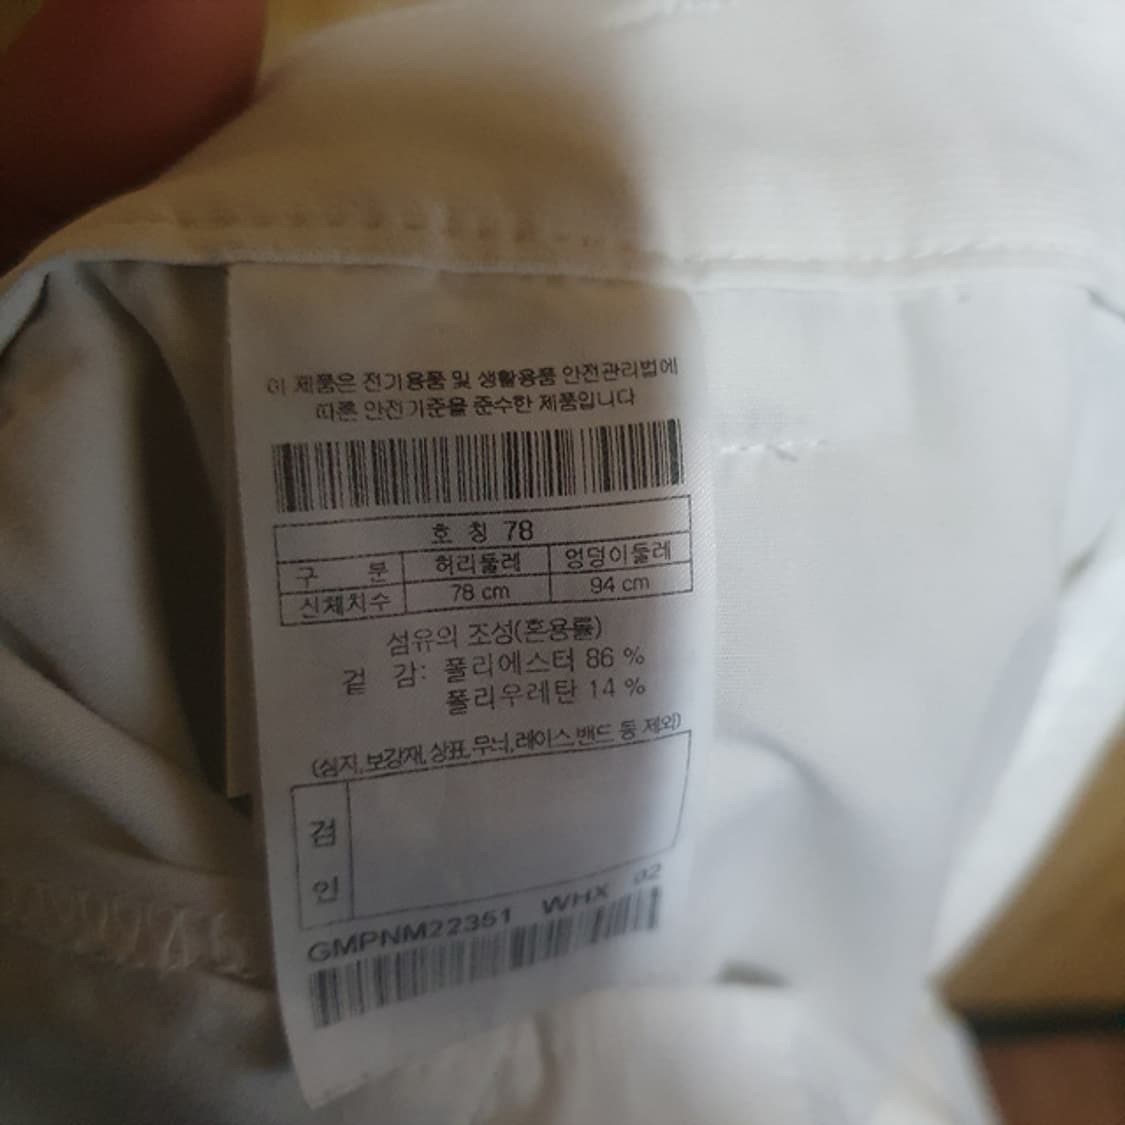 이 제품은 전기용품 및 생활용품 안전관리법에
따른 안전기준을 준수한 제품입니다
호 칭 78
구 분 허리둘레 엉덩이둘레
신체치수 78 cm 94 cm
섬유의 조성(혼용률)
겉 감: 폴리에스터 86 %
폴리우레탄 14 %
(심지,보강재,상표,무늬,레이스,밴드 등 제외)
검
인
GMPNM22351 WHX 02